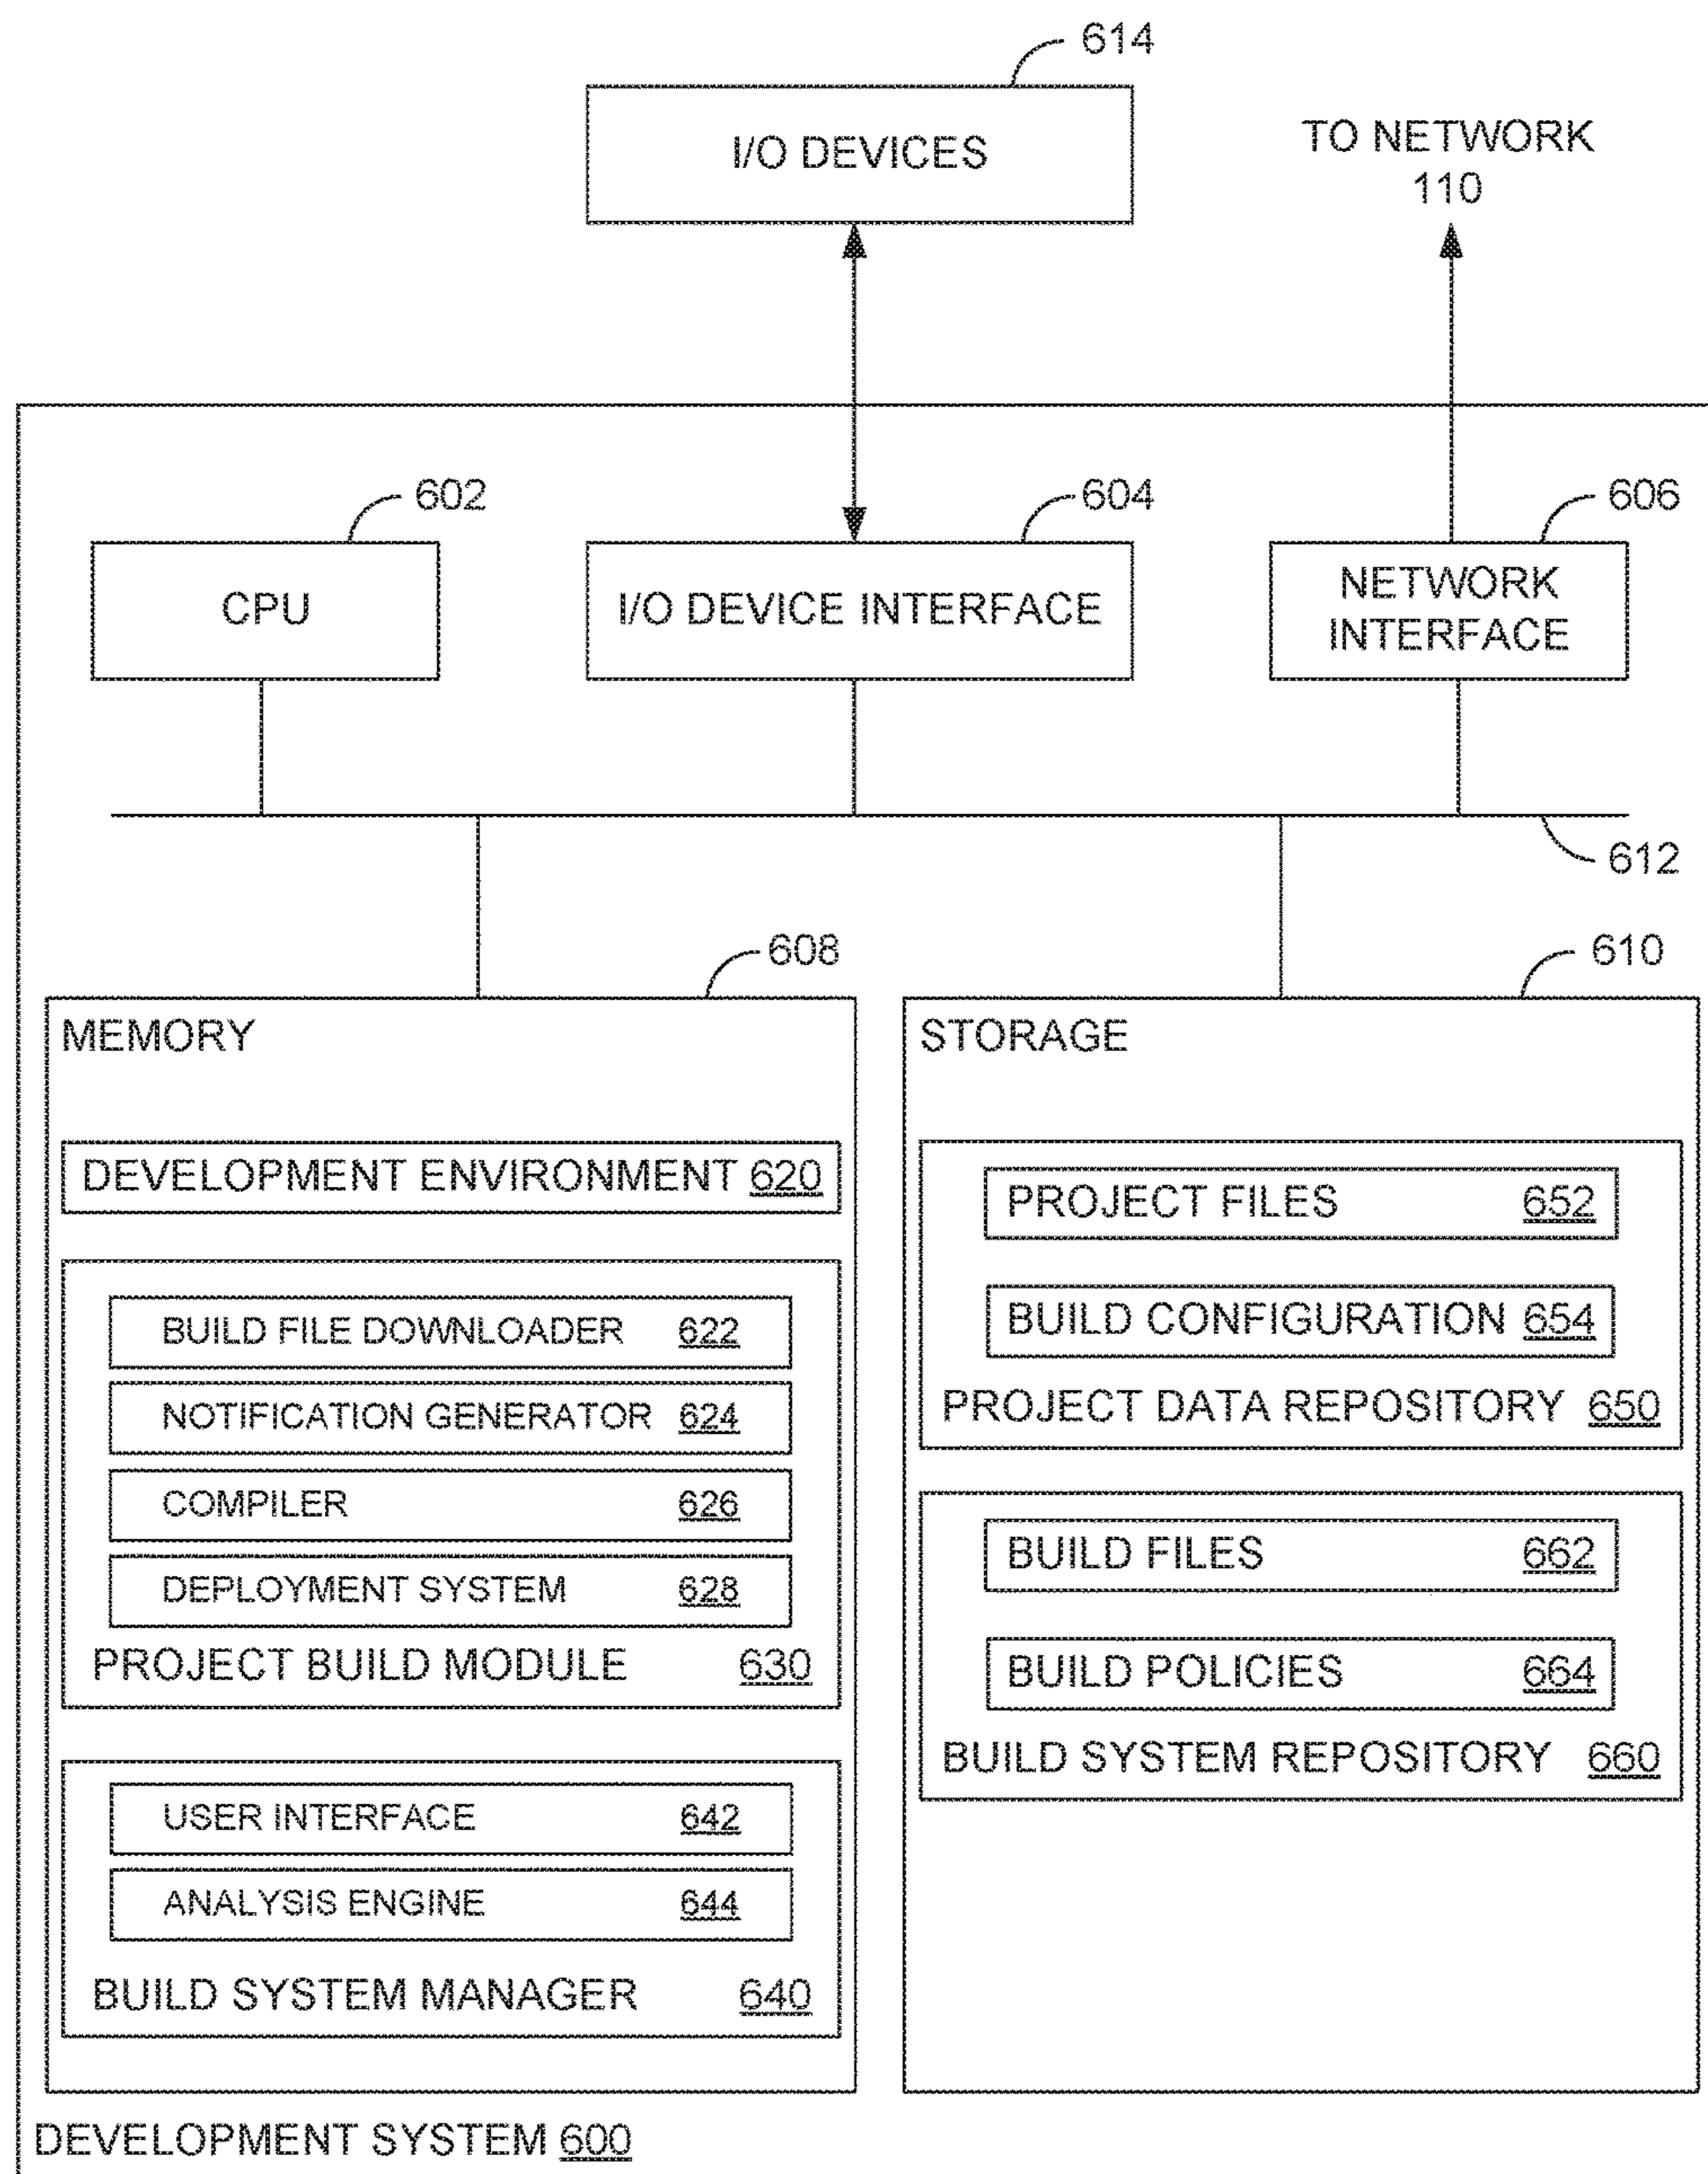 614
I/O DEVICES
TO NETWORK
110
602
604
606
CPU
I/O DEVICE INTERFACE
NETWORK
INTERFACE
612
608
610
MEMORY
DEVELOPMENT ENVIRONMENT 620
BUILD FILE DOWNLOADER 622
NOTIFICATION GENERATOR 624
COMPILER 626
DEPLOYMENT SYSTEM 628
PROJECT BUILD MODULE 630
USER INTERFACE 642
ANALYSIS ENGINE 644
BUILD SYSTEM MANAGER 640
STORAGE
PROJECT FILES 652
BUILD CONFIGURATION 654
PROJECT DATA REPOSITORY 650
BUILD FILES 662
BUILD POLICIES 664
BUILD SYSTEM REPOSITORY 660
DEVELOPMENT SYSTEM 600